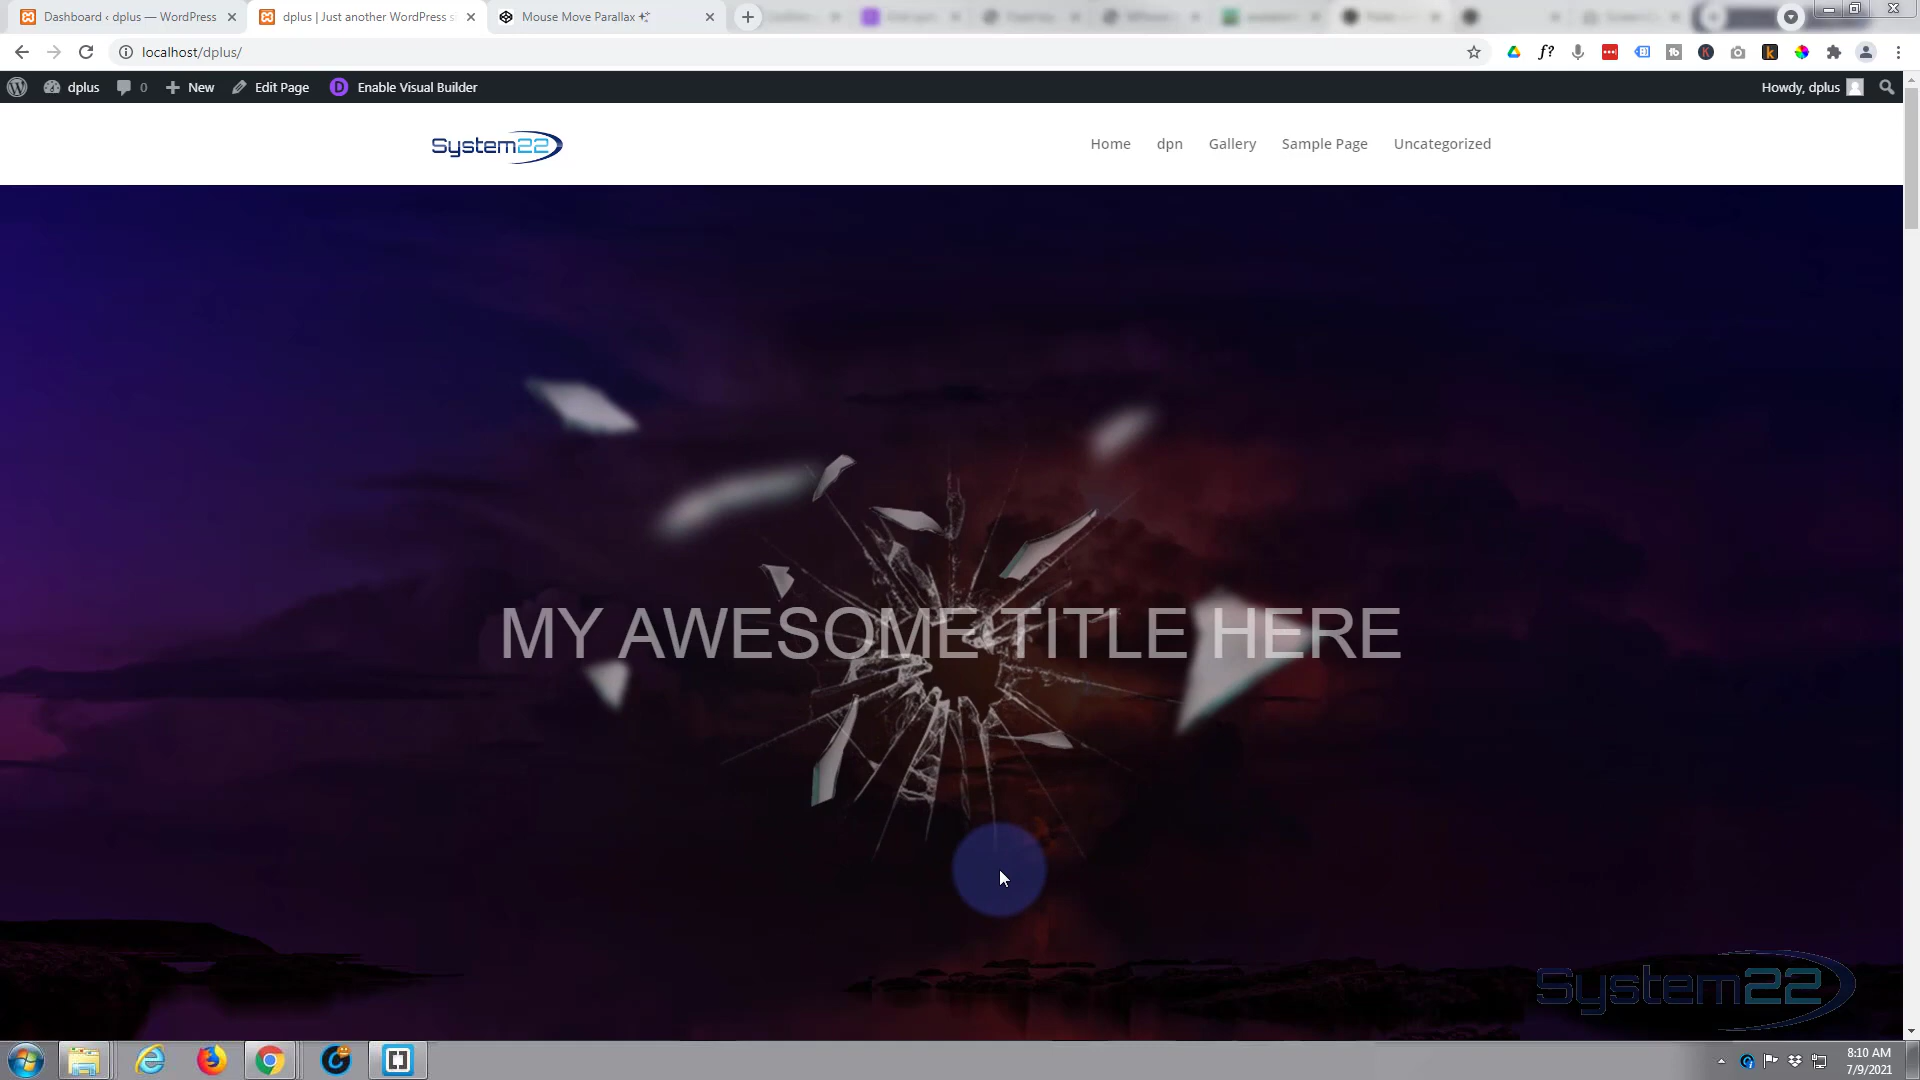 Dashboard ‹ dplus — WordPress
dplus | Just another WordPress s
Mouse Move Parallax
localhost/dplus/
dplus
0
New
Edit Page
Enable Visual Builder
Howdy, dplus
System22
Home
dpn
Gallery
Sample Page
Uncategorized
MY AWESOME TITLE HERE
System22
8:10 AM
7/9/2021